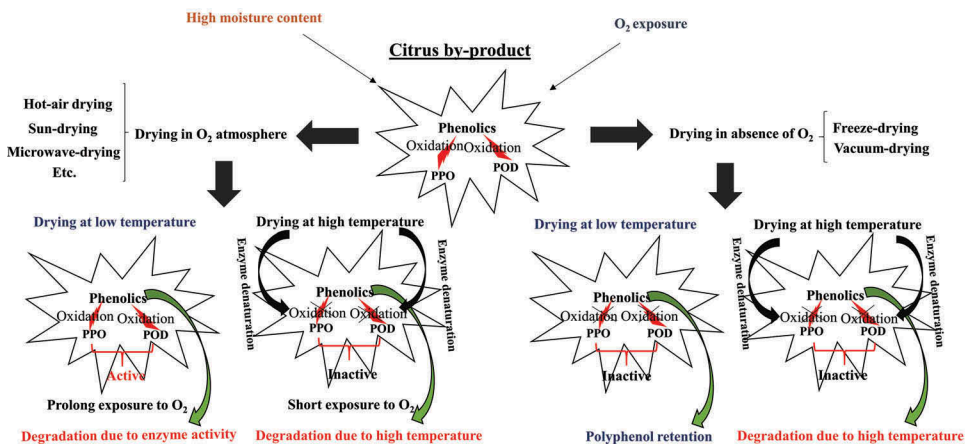 High moisture content
O₂ exposure
Citrus by-product
Hot-air drying
Sun-drying
Microwave-drying
Etc.
Drying in O₂ atmosphere
Phenolics
Oxidation Oxidation
PPO
POD
Drying in absence of O₂
Freeze-drying
Vacuum-drying
Drying at low temperature
Phenolics
Oxidation
Oxidation
PPO
POD
Active
Prolong exposure to O₂
Degradation due to enzyme activity
Drying at high temperature
Enzyme denaturation
Enzyme denaturation
Phenolics
Oxidation Oxidation
PPO
POD
Inactive
Short exposure to O₂
Degradation due to high temperature
Drying at low temperature
Phenolics
Oxidation Oxidation
PPO
POD
Inactive
Polyphenol retention
Drying at high temperature
Enzyme denaturation
Enzyme denaturation
Phenolics
Oxidation Oxidation
PPO
POD
Inactive
Degradation due to high temperature